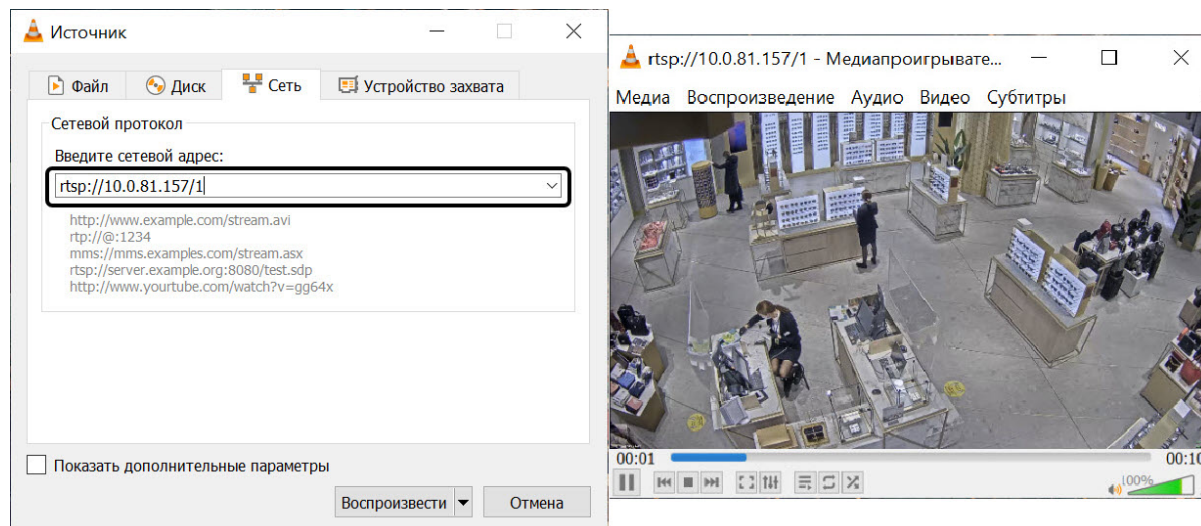 Источник
Файл
Диск
Сеть
Устройство захвата
Сетевой протокол
Введите сетевой адрес:
rtsp://10.0.81.157/1
http://www.example.com/stream.avi
rtp://@:1234
mms://mms.examples.com/stream.asx
rtsp://server.example.org:8080/test.sdp
http://www.yourtube.com/watch?v=gg64x
Показать дополнительные параметры
Воспроизвести
Отмена
rtsp://10.0.81.157/1 - Медиапроигрывате...
Медиа Воспроизведение Аудио Видео Субтитры
00:01
00:10
100%